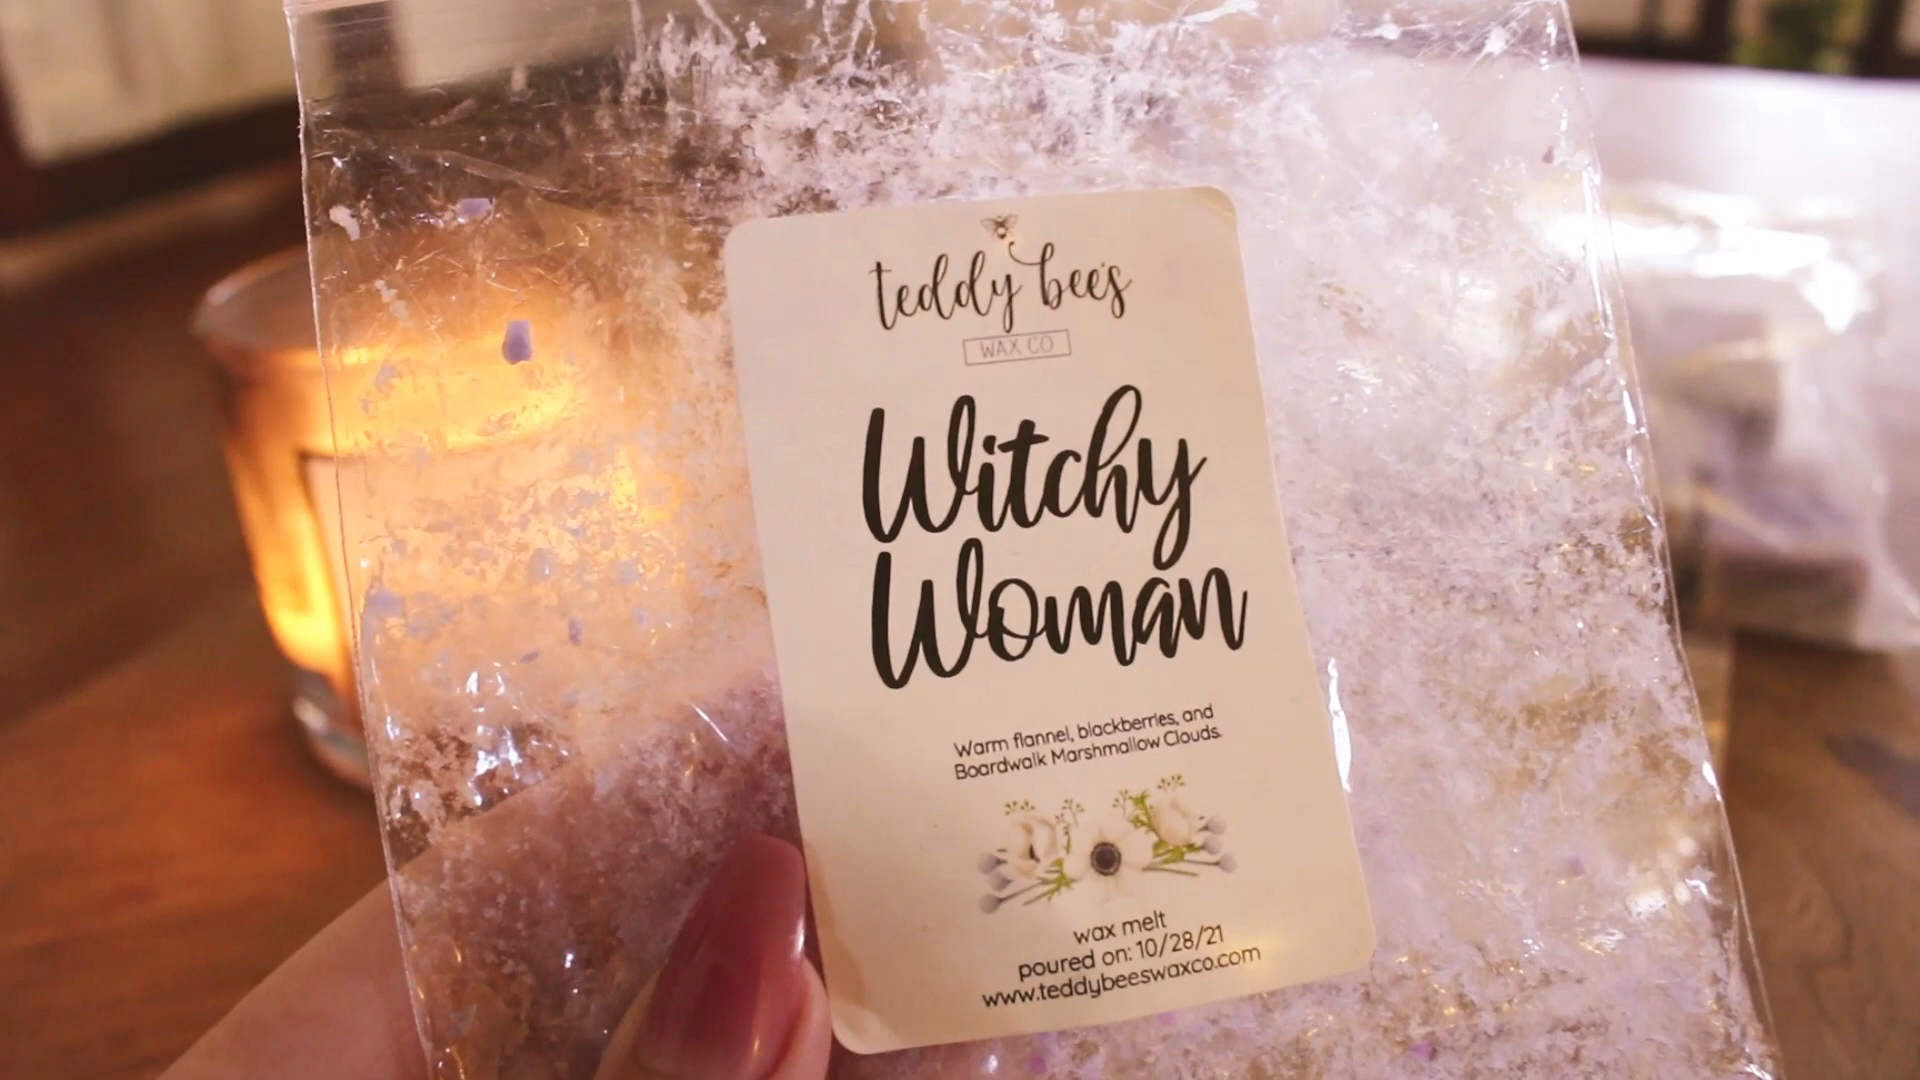 teddy bee's
WAX CO
Witchy
Woman
Warm flannel, blackberries, and
Boardwalk Marshmallow Clouds.
wax melt
poured on: 10/28/21
www.teddybeeswaxco.com